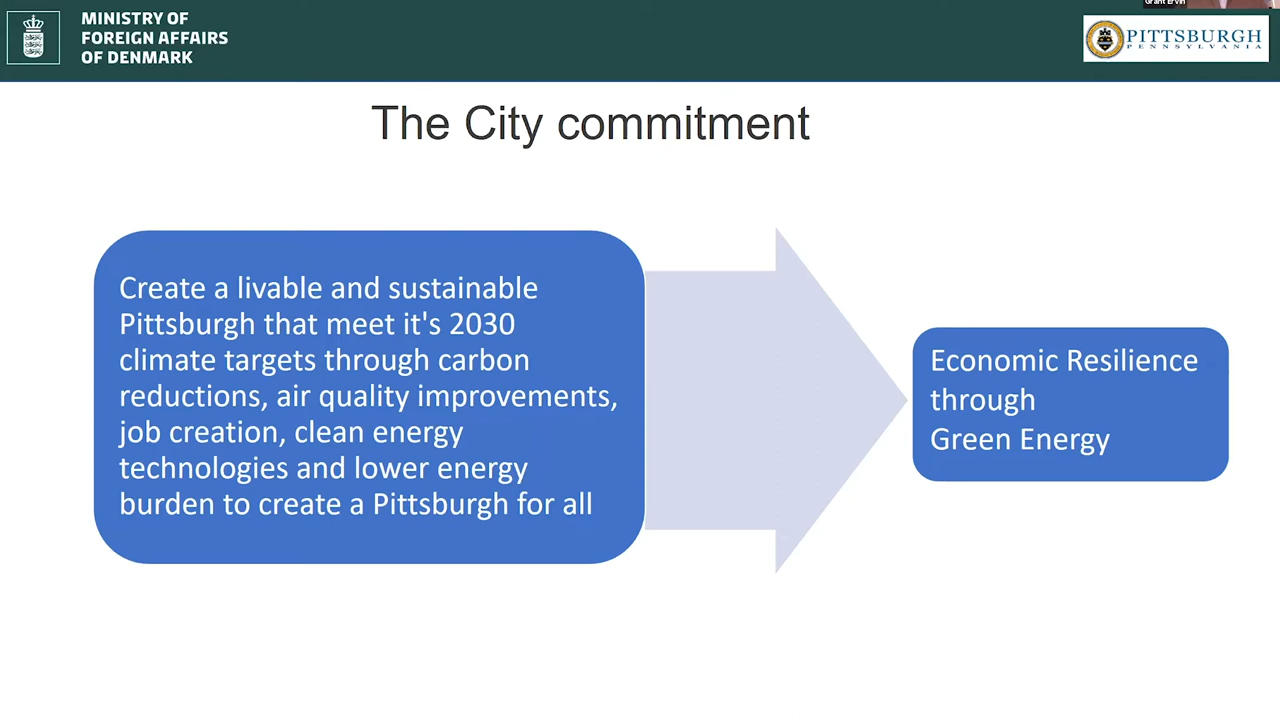 Grant Ervin
MINISTRY OF
FOREIGN AFFAIRS
OF DENMARK
PITTSBURGH
PENNSYLVANIA
The City commitment
Create a livable and sustainable
Pittsburgh that meet it's 2030
climate targets through carbon
reductions, air quality improvements,
job creation, clean energy
technologies and lower energy
burden to create a Pittsburgh for all
Economic Resilience
through
Green Energy